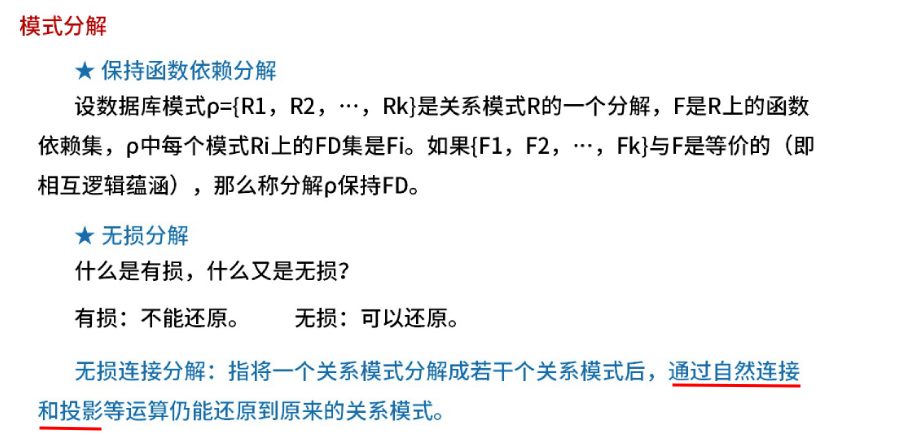 模式分解
★ 保持函数依赖分解
设数据库模式ρ={R1，R2，…，Rk}是关系模式R的一个分解，F是R上的函数
依赖集，ρ中每个模式Ri上的FD集是Fi。如果{F1，F2，…，Fk}与F是等价的（即
相互逻辑蕴涵），那么称分解ρ保持FD。
★ 无损分解
什么是有损，什么又是无损？
有损：不能还原。 无损：可以还原。
无损连接分解：指将一个关系模式分解成若干个关系模式后，通过自然连接
和投影等运算仍能还原到原来的关系模式。